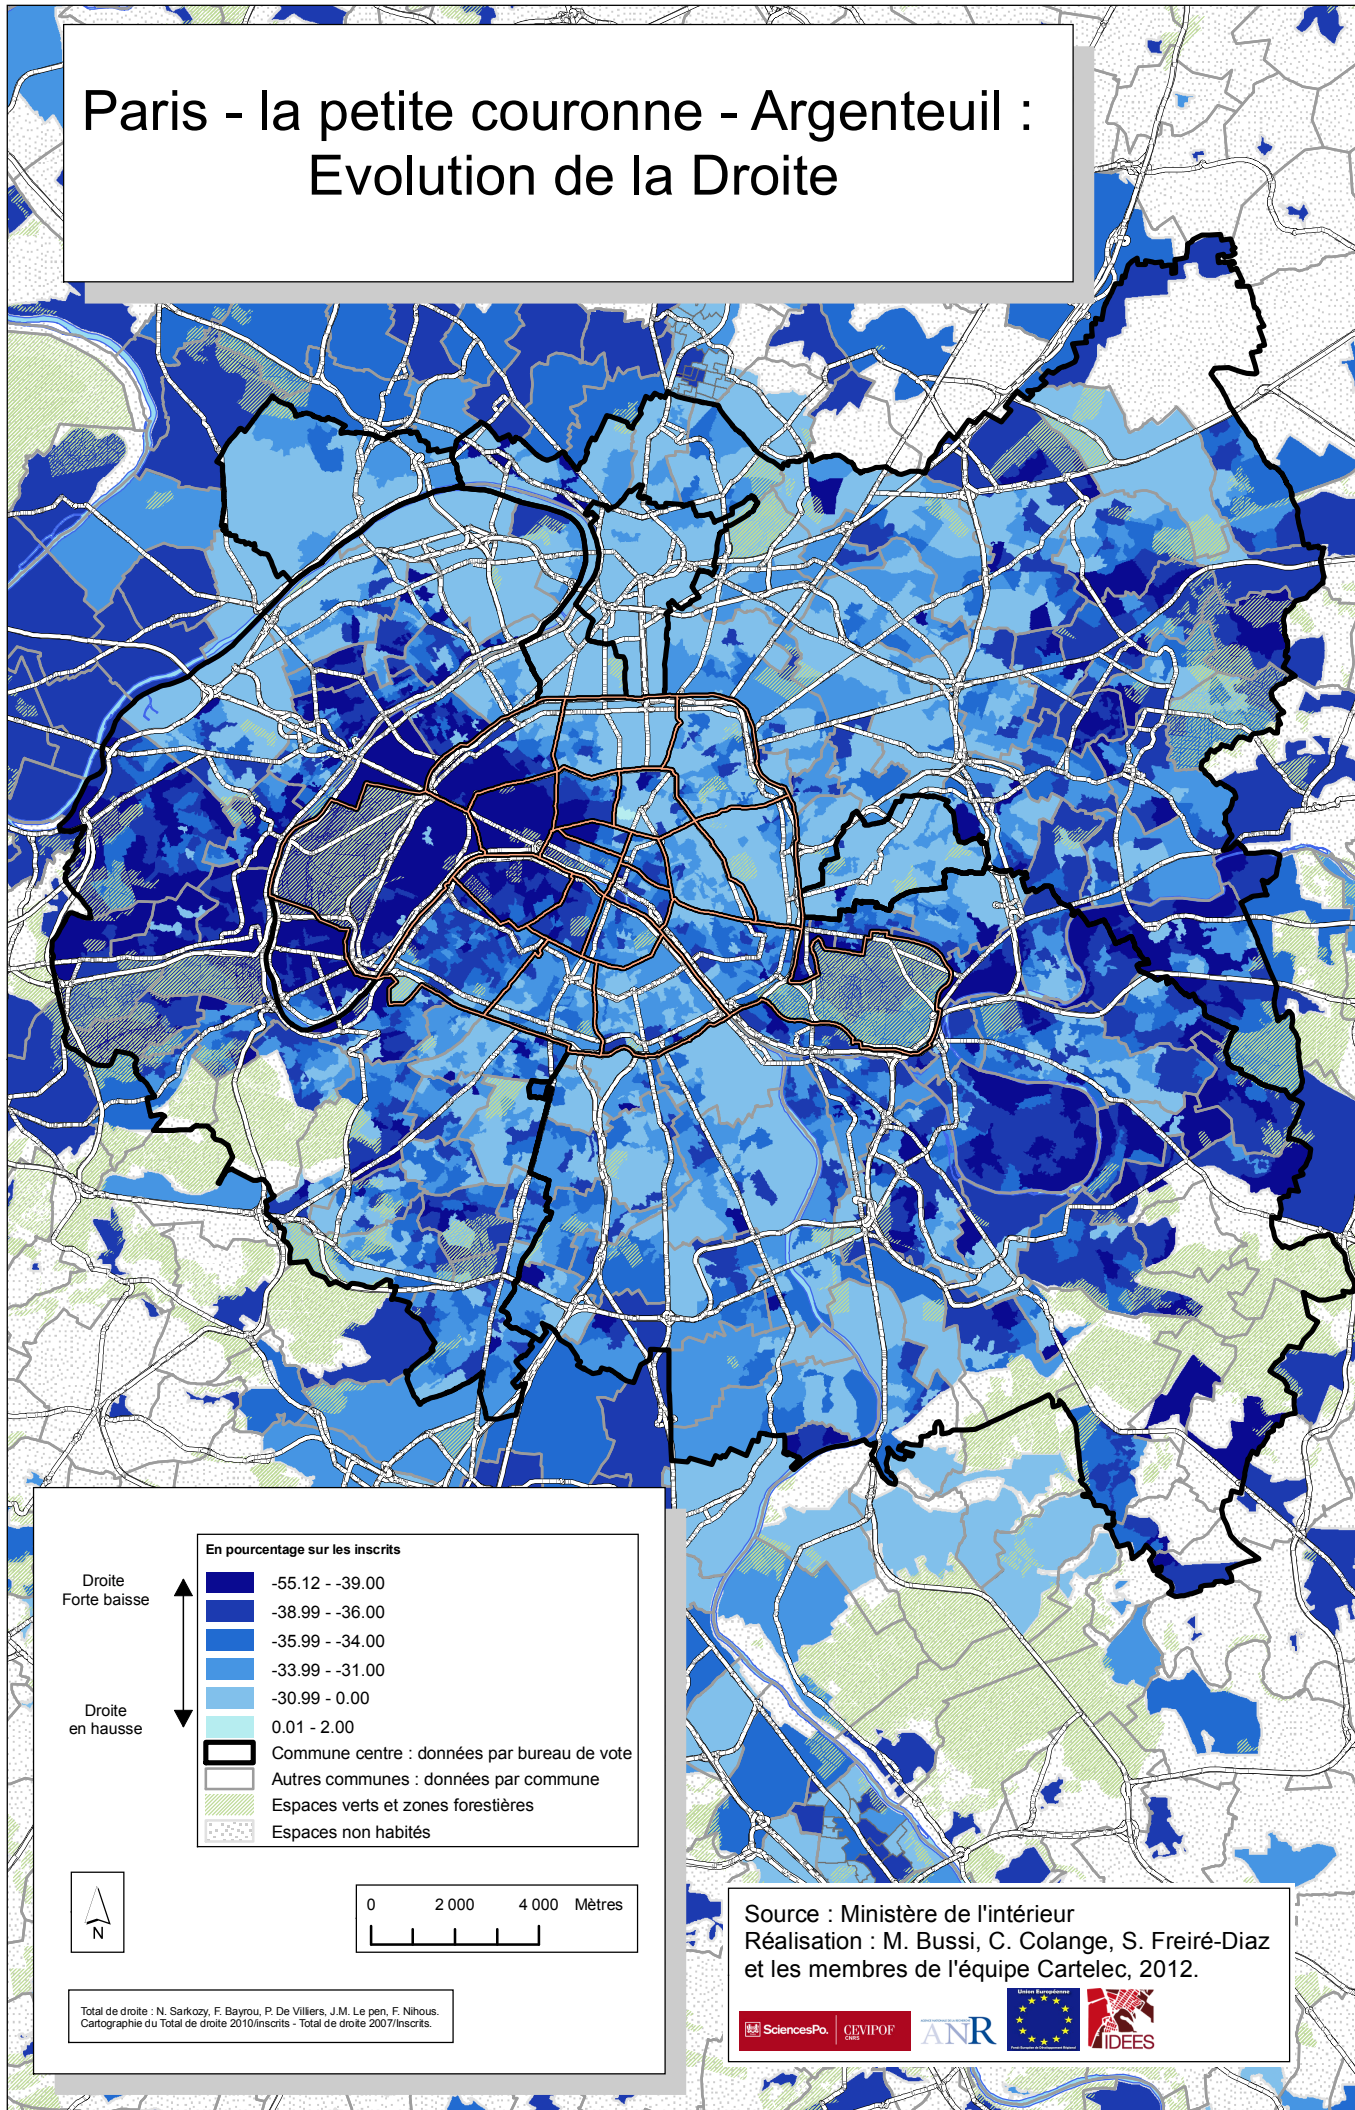 Paris - la petite couronne - Argenteuil :
Evolution de la Droite
En pourcentage sur les inscrits
Droite
Forte baisse
-55.12 - -39.00
-38.99 - -36.00
-35.99 - -34.00
-33.99 - -31.00
-30.99 - 0.00
Droite
en hausse
0.01 - 2.00
Commune centre : données par bureau de vote
Autres communes : données par commune
Espaces verts et zones forestières
Espaces non habités
N
0 2 000 4 000 Mètres
Total de droite : N. Sarkozy, F. Bayrou, P. De Villiers, J.M. Le pen, F. Nihous.
Cartographie du Total de droite 2010/inscrits - Total de droite 2007/Inscrits.
Source : Ministère de l'intérieur
Réalisation : M. Bussi, C. Colange, S. Freiré-Diaz
et les membres de l'équipe Cartelec, 2012.
SciencesPo.
CEVIPOF
CNRS
ANR
Union Européenne
IDEES